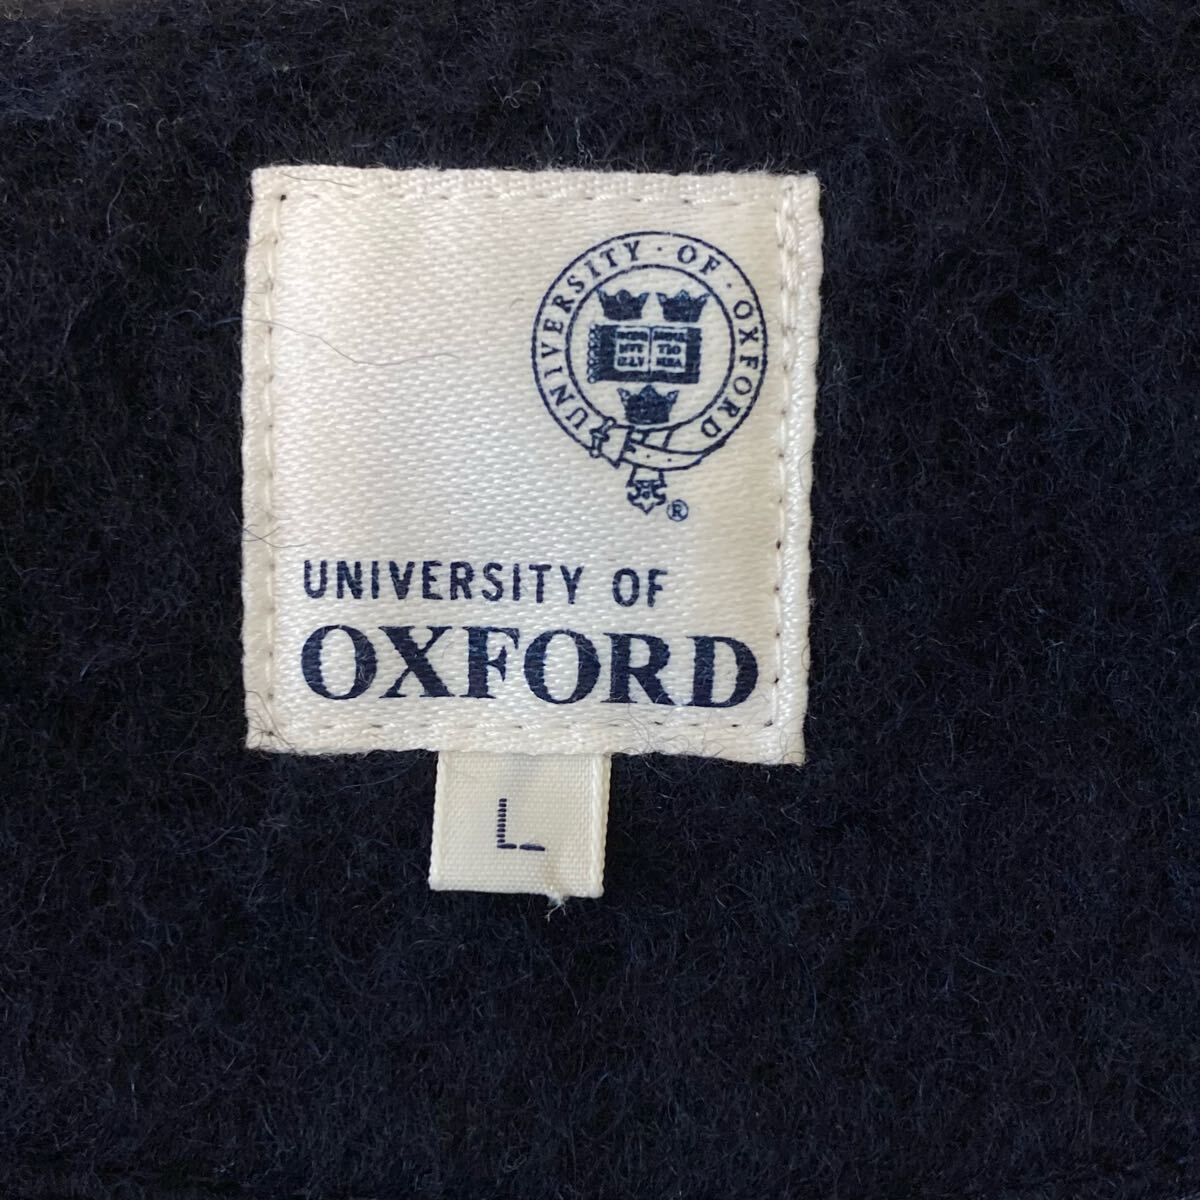 UNIVERSITY · OF · OXFORD
®
UNIVERSITY OF
OXFORD
L